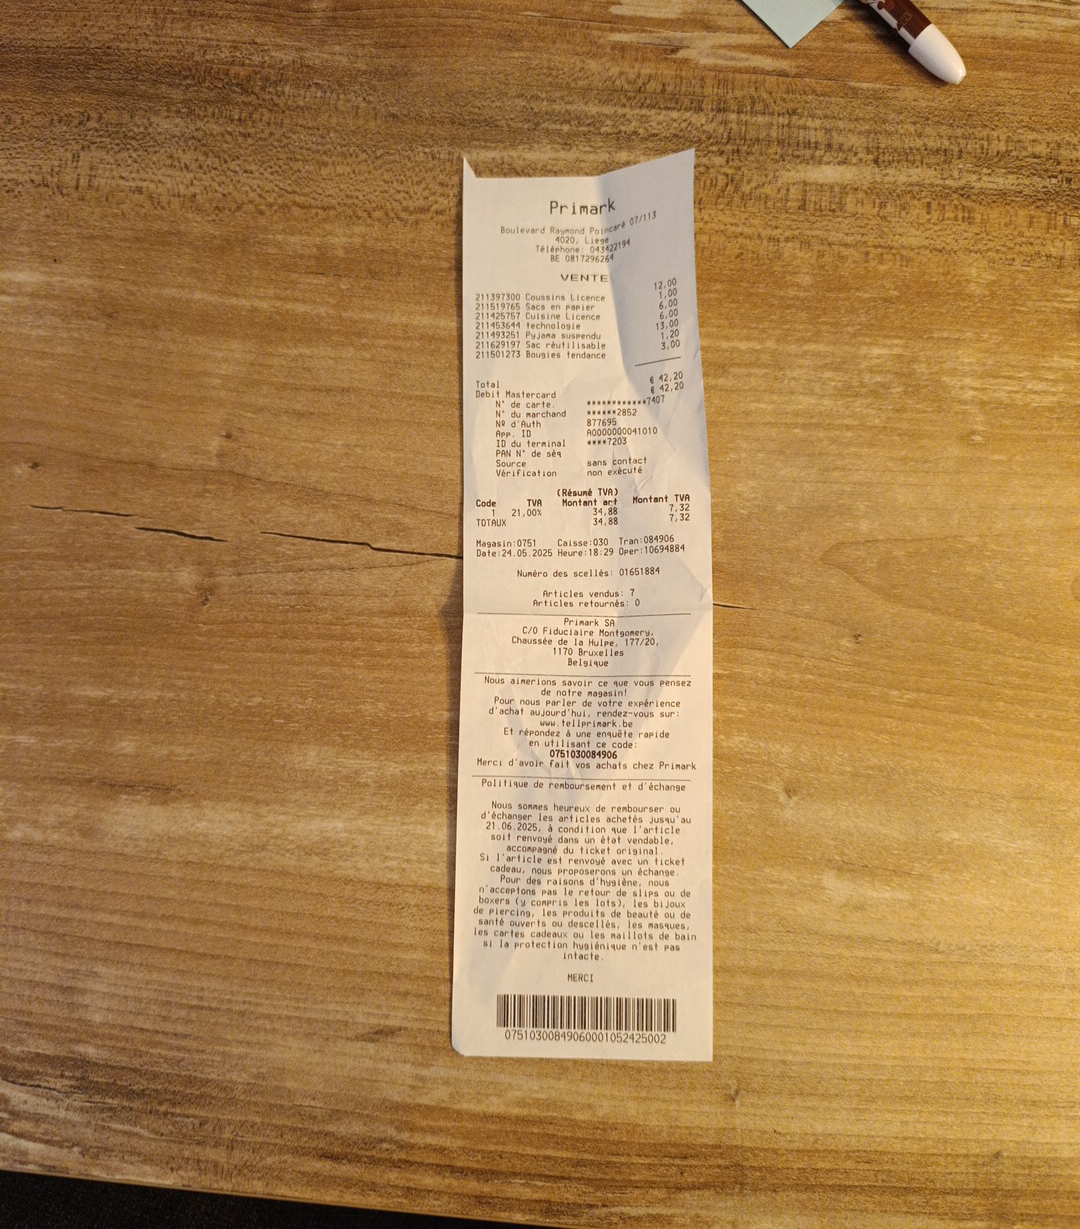 Primark
Boulevard Raymond Poincaré 07/113
4020, Liege
Téléphone: 043422194
BE 0817296264
VENTE
211397300 Coussins Licence 12,00
211519765 Sacs en papier 1,00
211425757 Cuisine Licence 6,00
211453644 technologie 6,00
211493251 Pyjama suspendu 13,00
211629197 Sac réutilisable 1,20
211501273 Bougies tendance 3,00
Total € 42,20
Debit Mastercard € 42,20
N° de carte. ************7407
N° du marchand ******2852
Nº d'Auth 877695
App. ID A0000000041010
ID du terminal ****7203
PAN N° de séq
Source sans contact
Vérification non exécuté
(Résumé TVA)
Code TVA Montant art Montant TVA
1 21,00% 34,88 7,32
TOTAUX 34,88 7,32
Magasin:0751 Caisse:030 Tran:084906
Date:24.05.2025 Heure:18:29 Oper:10694884
Numéro des scellés: 01651884
Articles vendus: 7
Articles retournés: 0
Primark SA
C/O Fiduciaire Montgomery,
Chaussée de la Hulpe, 177/20,
1170 Bruxelles
Belgique
Nous aimerions savoir ce que vous pensez
de notre magasin!
Pour nous parler de votre expérience
d'achat aujourd'hui, rendez-vous sur:
www.tellprimark.be
Et répondez à une enquête rapide
en utilisant ce code:
0751030084906
Merci d'avoir fait vos achats chez Primark
Politique de remboursement et d'échange
Nous sommes heureux de rembourser ou
d'échanger les articles achetés jusqu'au
21.06.2025, à condition que l'article
soit renvoyé dans un état vendable,
accompagné du ticket original.
Si l'article est renvoyé avec un ticket
cadeau, nous proposerons un échange.
Pour des raisons d'hygiène, nous
n'acceptons pas le retour de slips ou de
boxers (y compris les lots), les bijoux
de piercing, les produits de beauté ou de
santé ouverts ou descellés, les masques,
les cartes cadeaux ou les maillots de bain
si la protection hygiénique n'est pas
intacte.
MERCI
07510300849060001052425002